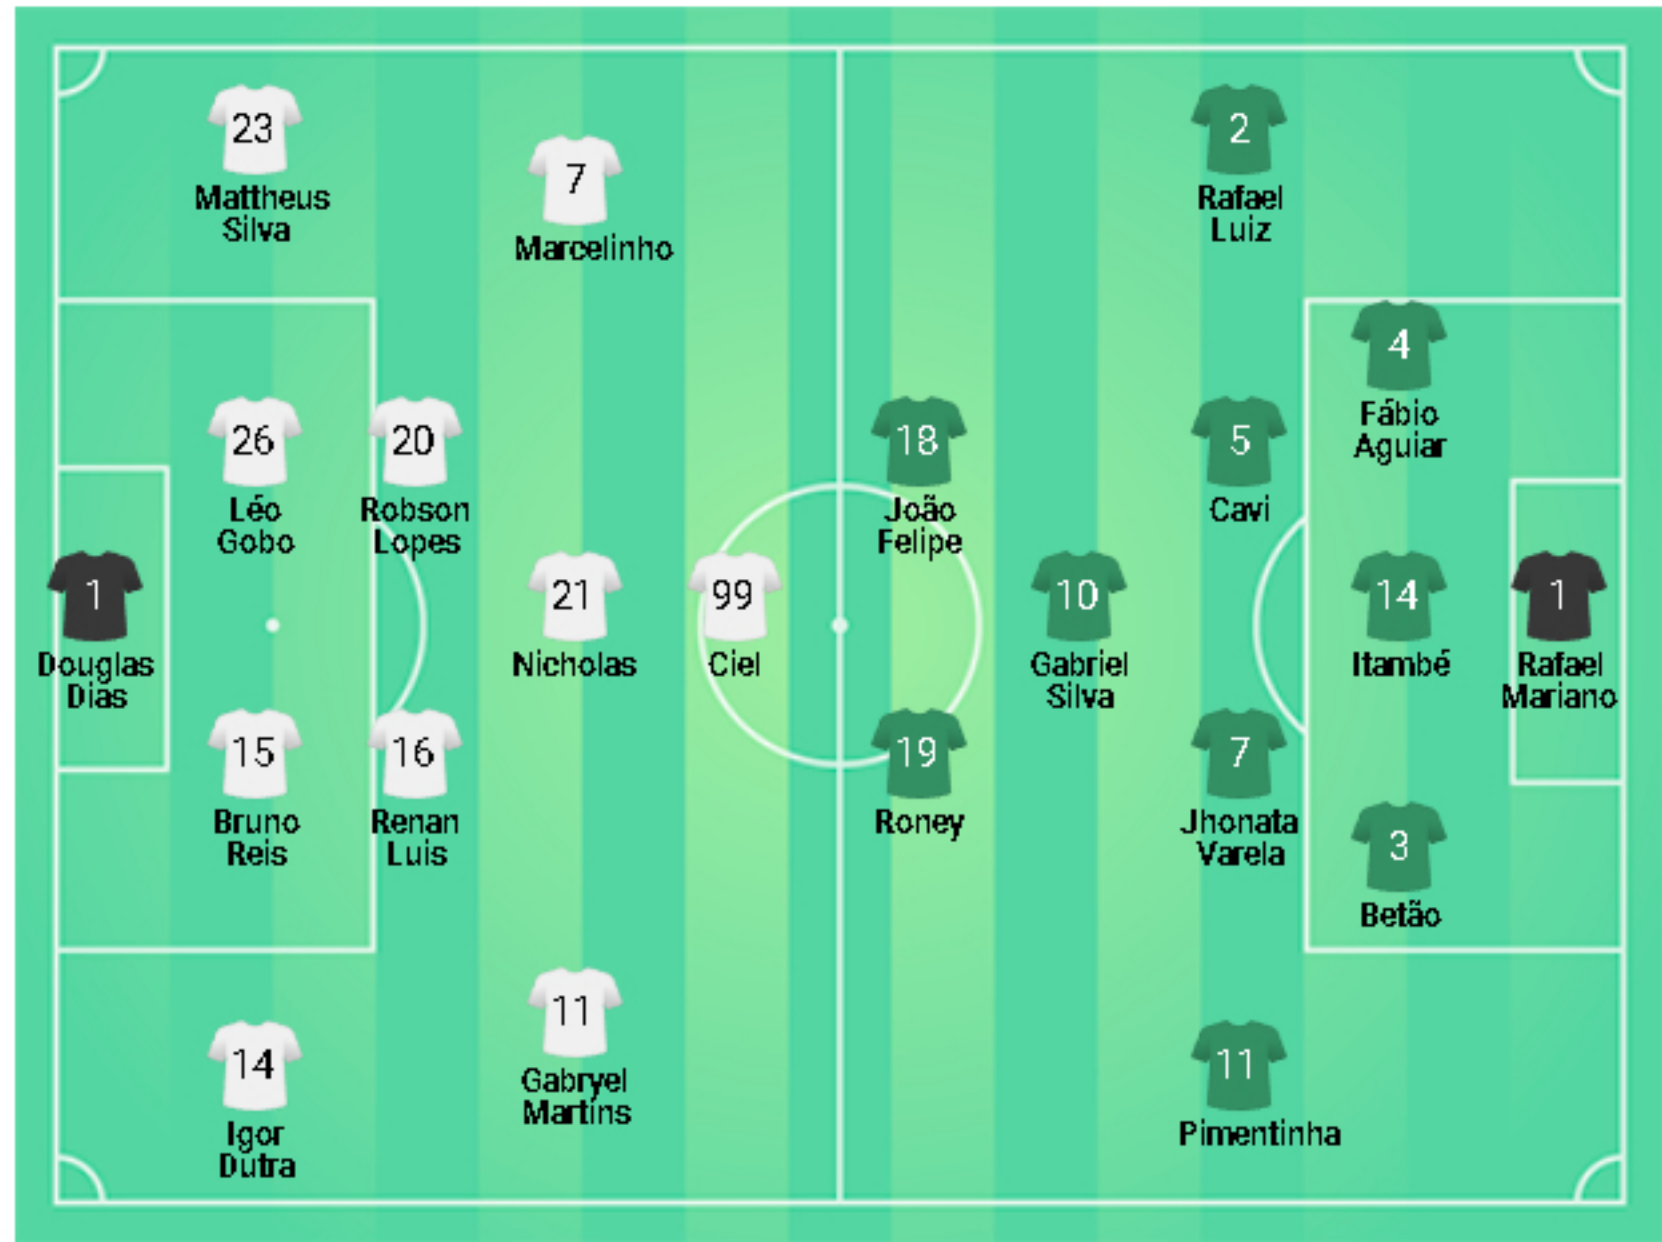 23
Mattheus
Silva
7
Marcelinho
26
Léo
Gobo
20
Robson
Lopes
1
Douglas
Dias
21
Nicholas
99
Ciel
15
Bruno
Reis
16
Renan
Luis
14
Igor
Dutra
11
Gabryel
Martins
2
Rafael
Luiz
4
Fábio
Aguiar
18
João
Felipe
5
Cavi
10
Gabriel
Silva
14
Itambé
1
Rafael
Mariano
19
Roney
7
Jhonata
Varela
3
Betão
11
Pimentinha